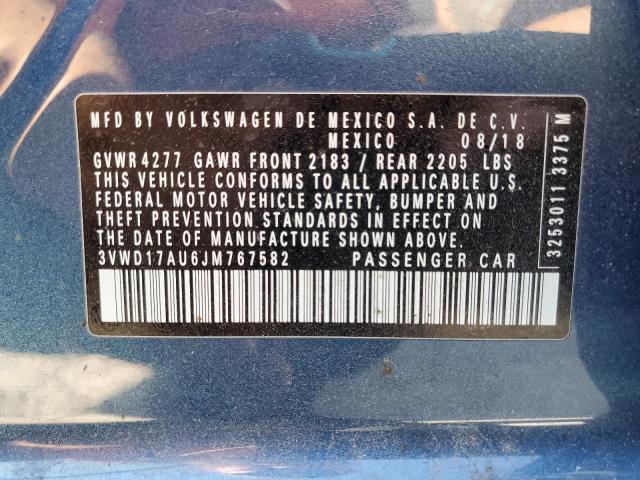 MFD BY VOLKSWAGEN DE MEXICO S.A. DE C.V.
MEXICO 08/18
GVWR 4277 GAWR FRONT 2183 / REAR 2205 LBS
THIS VEHICLE CONFORMS TO ALL APPLICABLE U.S.
FEDERAL MOTOR VEHICLE SAFETY, BUMPER AND
THEFT PREVENTION STANDARDS IN EFFECT ON
THE DATE OF MANUFACTURE SHOWN ABOVE.
3VWD17AU6JM767582 PASSENGER CAR
3253011 3375 M